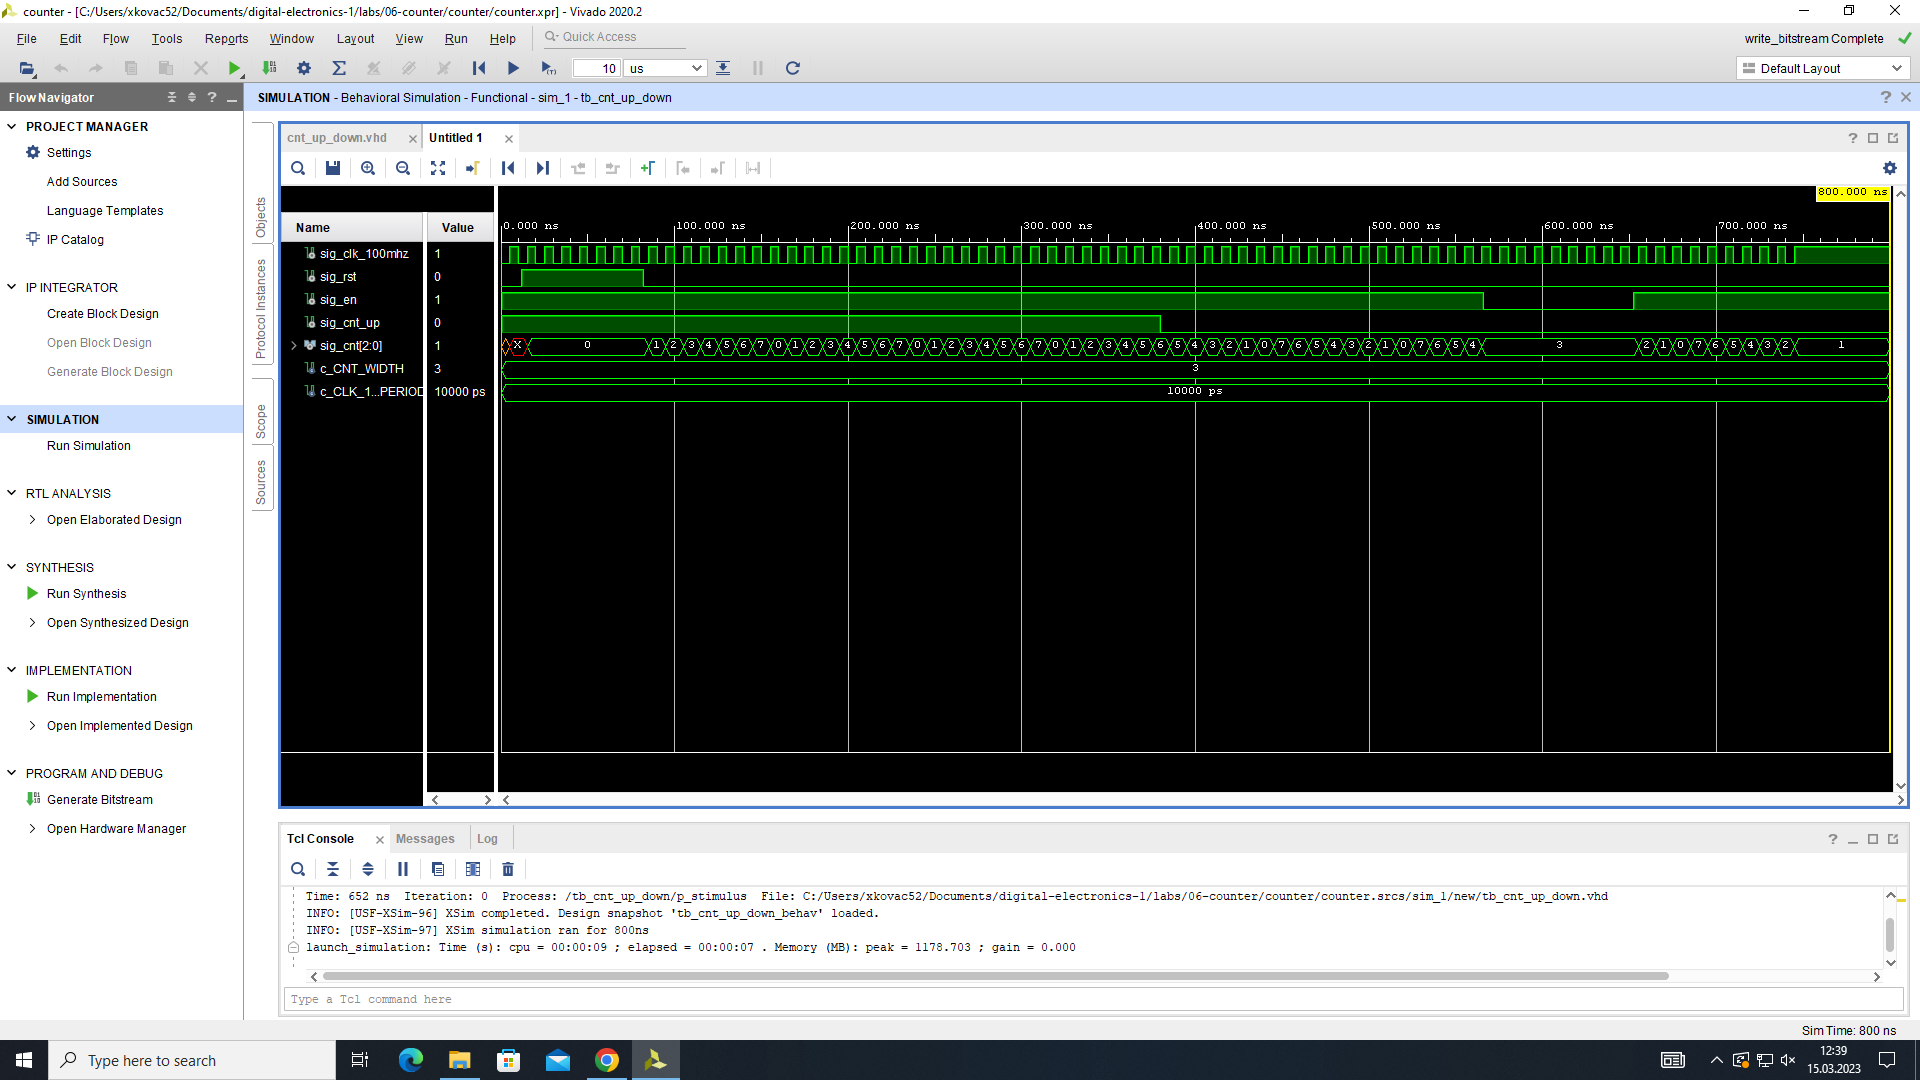 counter - [C:/Users/xkovac52/Documents/digital-electronics-1/labs/06-counter/counter/counter.xpr] - Vivado 2020.2
File Edit Flow Tools Reports Window Layout View Run Help Quick Access
write_bitstream Complete
10 us
Default Layout
Flow Navigator
SIMULATION - Behavioral Simulation - Functional - sim_1 - tb_cnt_up_down
PROJECT MANAGER
Settings
Add Sources
Language Templates
IP Catalog
IP INTEGRATOR
Create Block Design
Open Block Design
Generate Block Design
SIMULATION
Run Simulation
RTL ANALYSIS
Open Elaborated Design
SYNTHESIS
Run Synthesis
Open Synthesized Design
IMPLEMENTATION
Run Implementation
Open Implemented Design
PROGRAM AND DEBUG
Generate Bitstream
Open Hardware Manager
Objects
Protocol Instances
Scope
Sources
cnt_up_down.vhd Untitled 1
800.000 ns
Name Value
0.000 ns 100.000 ns 200.000 ns 300.000 ns 400.000 ns 500.000 ns 600.000 ns 700.000 ns
sig_clk_100mhz 1
sig_rst 0
sig_en 1
sig_cnt_up 0
sig_cnt[2:0] 1 X 0 1 2 3 4 5 6 7 0 1 2 3 4 5 6 7 0 1 2 3 4 5 6 7 0 1 2 3 4 5 6 5 4 3 2 1 0 7 6 5 4 3 2 1 0 7 6 5 4 3 2 1 0 7 6 5 4 3 2 1
c_CNT_WIDTH 3 3
c_CLK_1...PERIOD 10000 ps 10000 ps
Tcl Console Messages Log
Time: 652 ns Iteration: 0 Process: /tb_cnt_up_down/p_stimulus File: C:/Users/xkovac52/Documents/digital-electronics-1/labs/06-counter/counter/counter.srcs/sim_1/new/tb_cnt_up_down.vhd
INFO: [USF-XSim-96] XSim completed. Design snapshot 'tb_cnt_up_down_behav' loaded.
INFO: [USF-XSim-97] XSim simulation ran for 800ns
launch_simulation: Time (s): cpu = 00:00:09 ; elapsed = 00:00:07 . Memory (MB): peak = 1178.703 ; gain = 0.000
Type a Tcl command here
Sim Time: 800 ns
Type here to search
12:39
15.03.2023